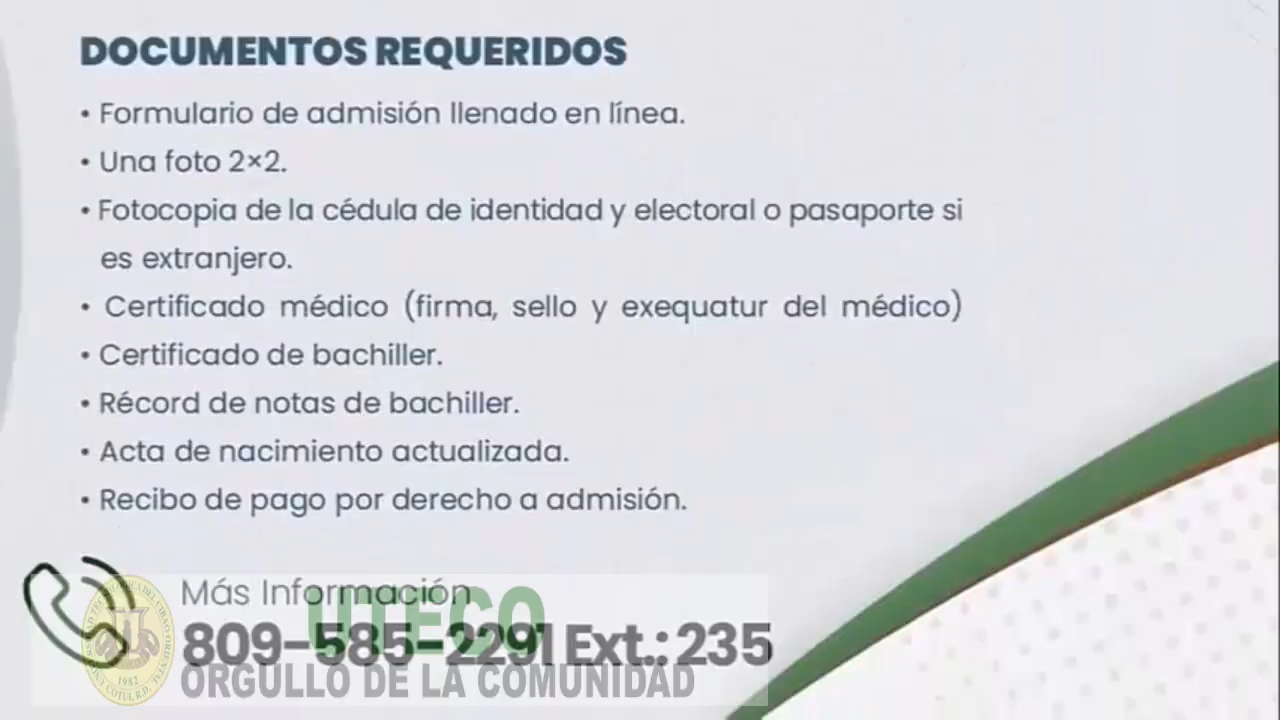 DOCUMENTOS REQUERIDOS
• Formulario de admisión llenado en línea.
• Una foto 2×2.
• Fotocopia de la cédula de identidad y electoral o pasaporte si
es extranjero.
• Certificado médico (firma, sello y exequatur del médico)
• Certificado de bachiller.
• Récord de notas de bachiller.
• Acta de nacimiento actualizada.
• Recibo de pago por derecho a admisión.
Más Información
UTECO
809-585-2291 Ext.: 235
ORGULLO DE LA COMUNIDAD
1982